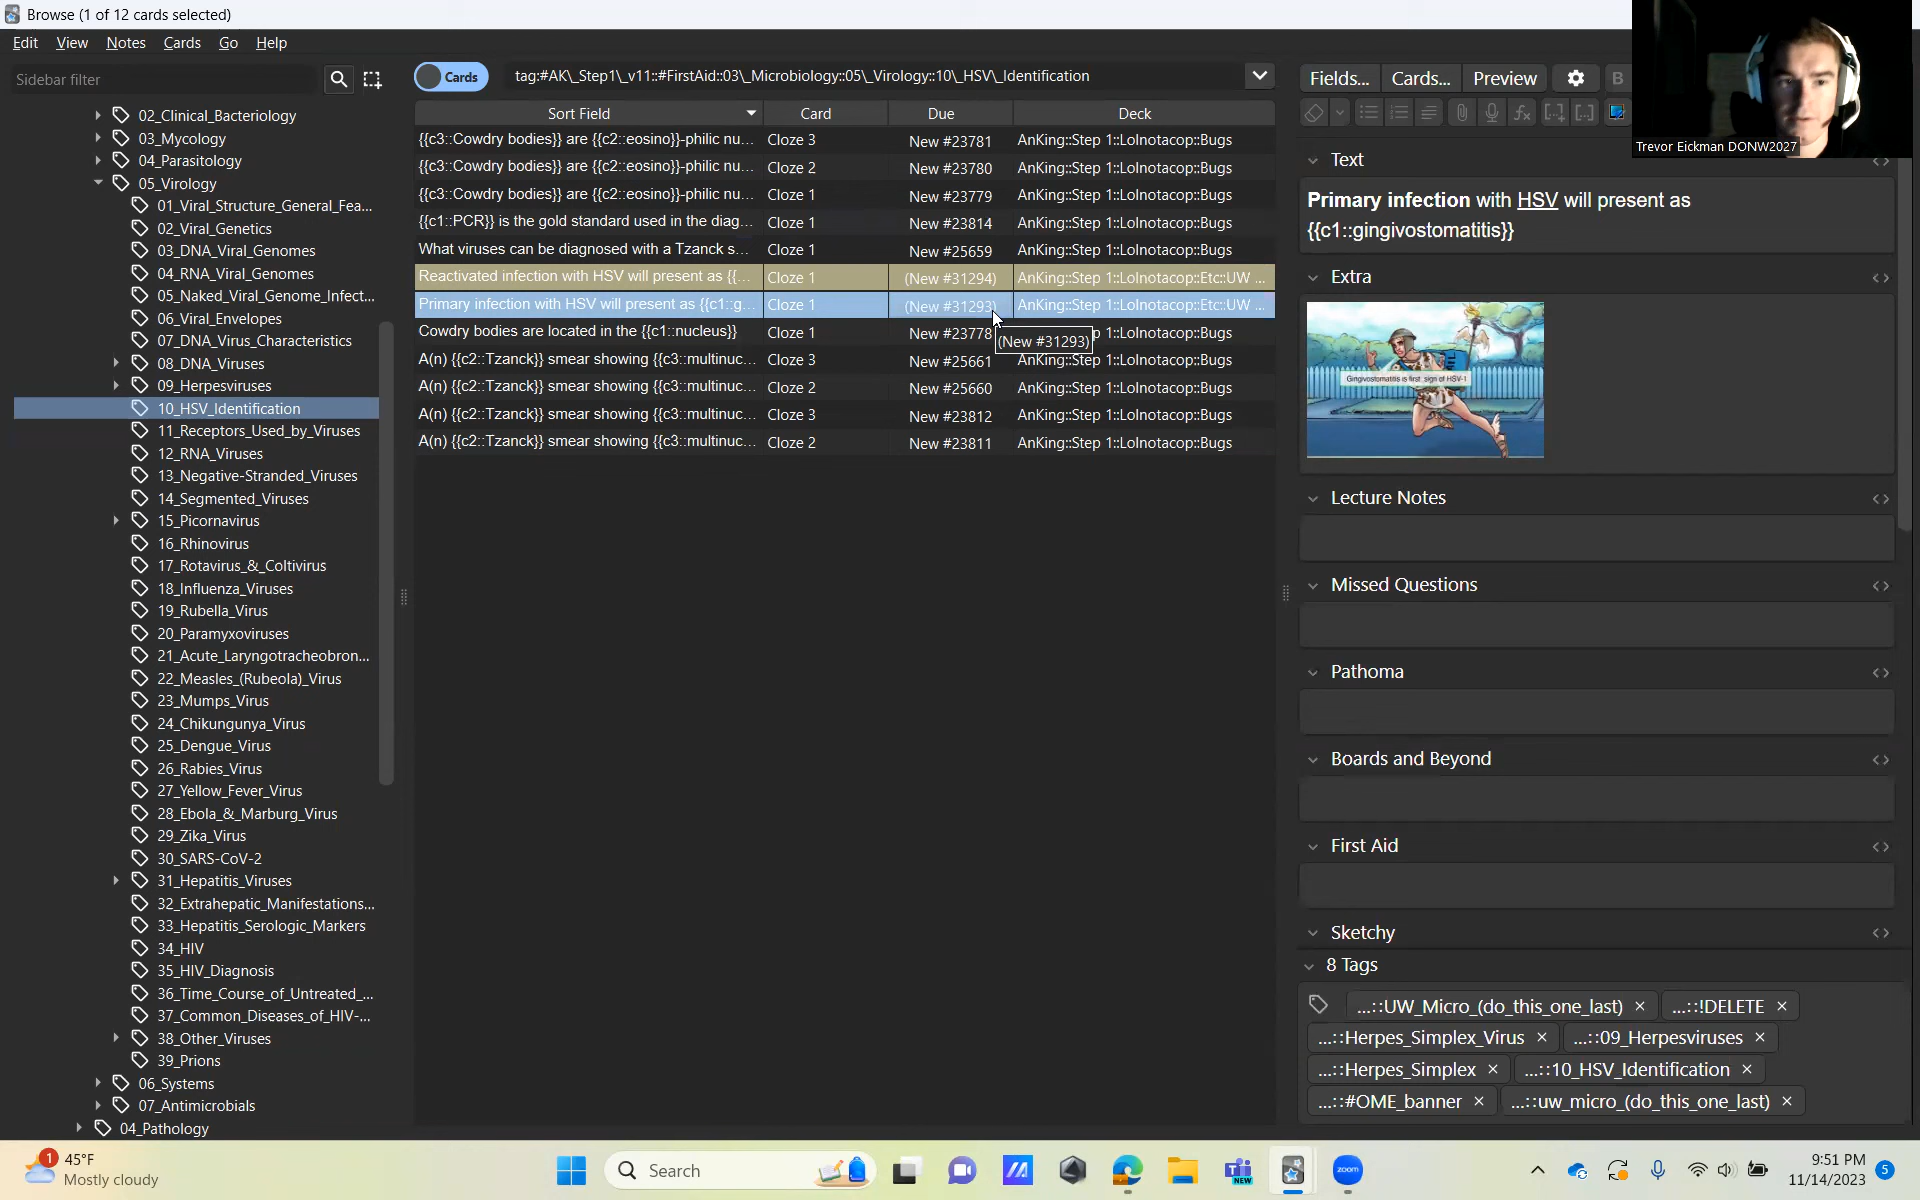 Browse (1 of 12 cards selected)
Edit View Notes Cards Go Help
Sidebar filter
02_Clinical_Bacteriology
03_Mycology
04_Parasitology
05_Virology
01_Viral_Structure_General_Fea...
02_Viral_Genetics
03_DNA_Viral_Genomes
04_RNA_Viral_Genomes
05_Naked_Viral_Genome_Infect...
06_Viral_Envelopes
07_DNA_Virus_Characteristics
08_DNA_Viruses
09_Herpesviruses
10_HSV_Identification
11_Receptors_Used_by_Viruses
12_RNA_Viruses
13_Negative-Stranded_Viruses
14_Segmented_Viruses
15_Picornavirus
16_Rhinovirus
17_Rotavirus_&_Coltivirus
18_Influenza_Viruses
19_Rubella_Virus
20_Paramyxoviruses
21_Acute_Laryngotracheobron...
22_Measles_(Rubeola)_Virus
23_Mumps_Virus
24_Chikungunya_Virus
25_Dengue_Virus
26_Rabies_Virus
27_Yellow_Fever_Virus
28_Ebola_&_Marburg_Virus
29_Zika_Virus
30_SARS-CoV-2
31_Hepatitis_Viruses
32_Extrahepatic_Manifestations...
33_Hepatitis_Serologic_Markers
34_HIV
35_HIV_Diagnosis
36_Time_Course_of_Untreated_...
37_Common_Diseases_of_HIV-...
38_Other_Viruses
39_Prions
06_Systems
07_Antimicrobials
04_Pathology
Cards tag:#AK\_Step1\_v11::#FirstAid::03\_Microbiology::05\_Virology::10\_HSV\_Identification
Sort Field Card Due Deck
{{c3::Cowdry bodies}} are {{c2::eosino}}-philic nu... Cloze 3 New #23781 AnKing::Step 1::Lolnotacop::Bugs
{{c3::Cowdry bodies}} are {{c2::eosino}}-philic nu... Cloze 2 New #23780 AnKing::Step 1::Lolnotacop::Bugs
{{c3::Cowdry bodies}} are {{c2::eosino}}-philic nu... Cloze 1 New #23779 AnKing::Step 1::Lolnotacop::Bugs
{{c1::PCR}} is the gold standard used in the diag... Cloze 1 New #23814 AnKing::Step 1::Lolnotacop::Bugs
What viruses can be diagnosed with a Tzanck s... Cloze 1 New #25659 AnKing::Step 1::Lolnotacop::Bugs
Reactivated infection with HSV will present as {{... Cloze 1 (New #31294) AnKing::Step 1::Lolnotacop::Etc::UW ...
Primary infection with HSV will present as {{c1::g... Cloze 1 (New #31293) AnKing::Step 1::Lolnotacop::Etc::UW ...
Cowdry bodies are located in the {{c1::nucleus}} Cloze 1 New #23778 p 1::Lolnotacop::Bugs
(New #31293)
A(n) {{c2::Tzanck}} smear showing {{c3::multinuc... Cloze 3 New #25661 AnKing::Step 1::Lolnotacop::Bugs
A(n) {{c2::Tzanck}} smear showing {{c3::multinuc... Cloze 2 New #25660 AnKing::Step 1::Lolnotacop::Bugs
A(n) {{c2::Tzanck}} smear showing {{c3::multinuc... Cloze 3 New #23812 AnKing::Step 1::Lolnotacop::Bugs
A(n) {{c2::Tzanck}} smear showing {{c3::multinuc... Cloze 2 New #23811 AnKing::Step 1::Lolnotacop::Bugs
Fields... Cards... Preview B
Trevor Eickman DONW2027
Text
Primary infection with HSV will present as
{{c1::gingivostomatitis}}
Extra
Gingivostomatitis is first sign of HSV-1
Lecture Notes
Missed Questions
Pathoma
Boards and Beyond
First Aid
Sketchy
8 Tags
...::UW_Micro_(do_this_one_last) × ...::!DELETE ×
...::Herpes_Simplex_Virus × ...::09_Herpesviruses ×
...::Herpes_Simplex × ...::10_HSV_Identification ×
...::#OME_banner × ...::uw_micro_(do_this_one_last) ×
1
45°F
Mostly cloudy
Search
NEW
zoom
9:51 PM
11/14/2023
5